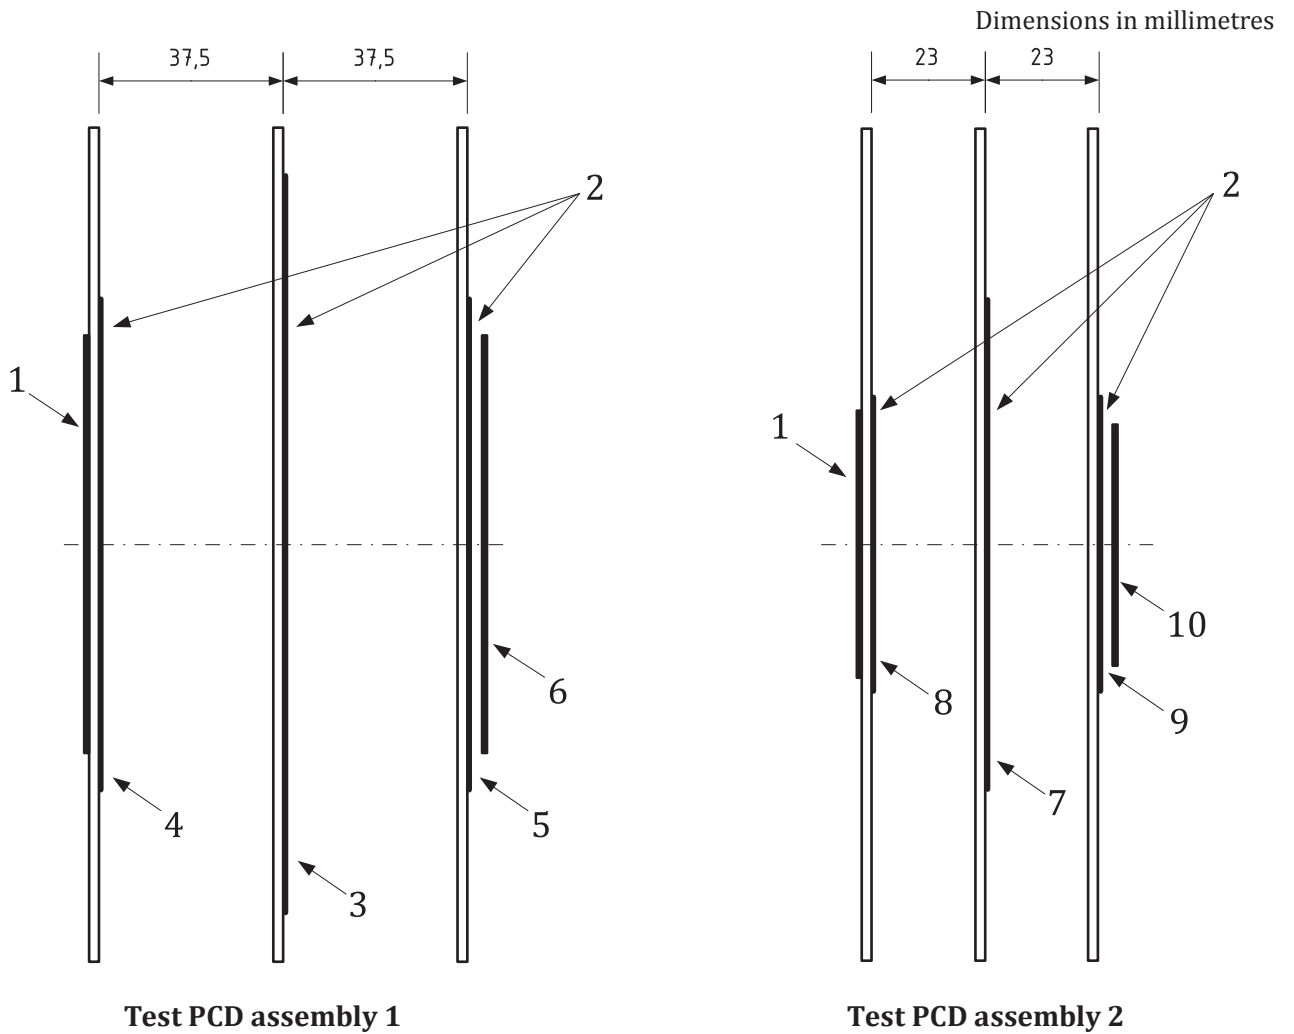 Dimensions in millimetres
37,5 37,5 23 23
2 2
1 1
10
6
8 9
4 5 7
3
Test PCD assembly 1 Test PCD assembly 2